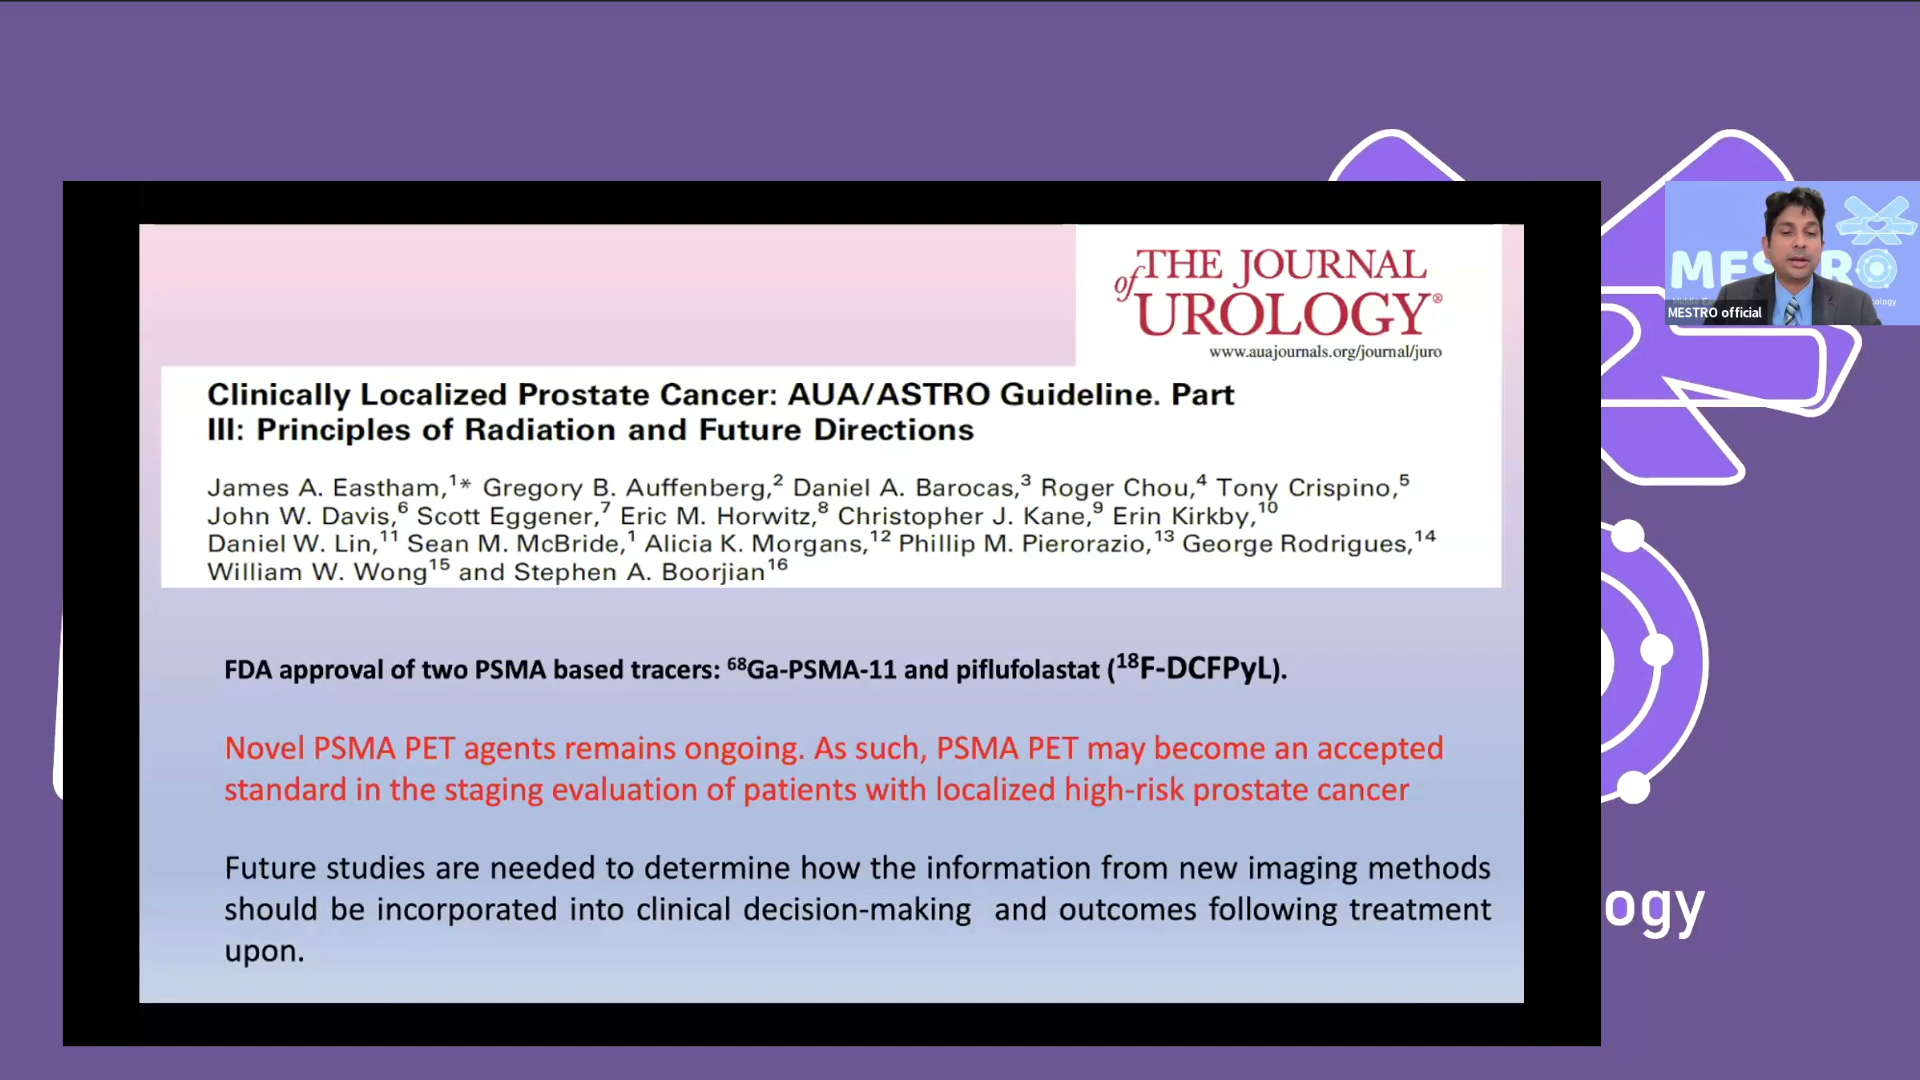 THE JOURNAL
of UROLOGY®
www.auajournals.org/journal/juro
Clinically Localized Prostate Cancer: AUA/ASTRO Guideline. Part
III: Principles of Radiation and Future Directions
James A. Eastham,¹* Gregory B. Auffenberg,² Daniel A. Barocas,³ Roger Chou,⁴ Tony Crispino,⁵
John W. Davis,⁶ Scott Eggener,⁷ Eric M. Horwitz,⁸ Christopher J. Kane,⁹ Erin Kirkby,¹⁰
Daniel W. Lin,¹¹ Sean M. McBride,¹ Alicia K. Morgans,¹² Phillip M. Pierorazio,¹³ George Rodrigues,¹⁴
William W. Wong¹⁵ and Stephen A. Boorjian¹⁶
FDA approval of two PSMA based tracers: ⁶⁸Ga-PSMA-11 and piflufolastat (¹⁸F-DCFPyL).
Novel PSMA PET agents remains ongoing. As such, PSMA PET may become an accepted
standard in the staging evaluation of patients with localized high-risk prostate cancer
Future studies are needed to determine how the information from new imaging methods
should be incorporated into clinical decision-making and outcomes following treatment
upon.
MESTRO official
ogy